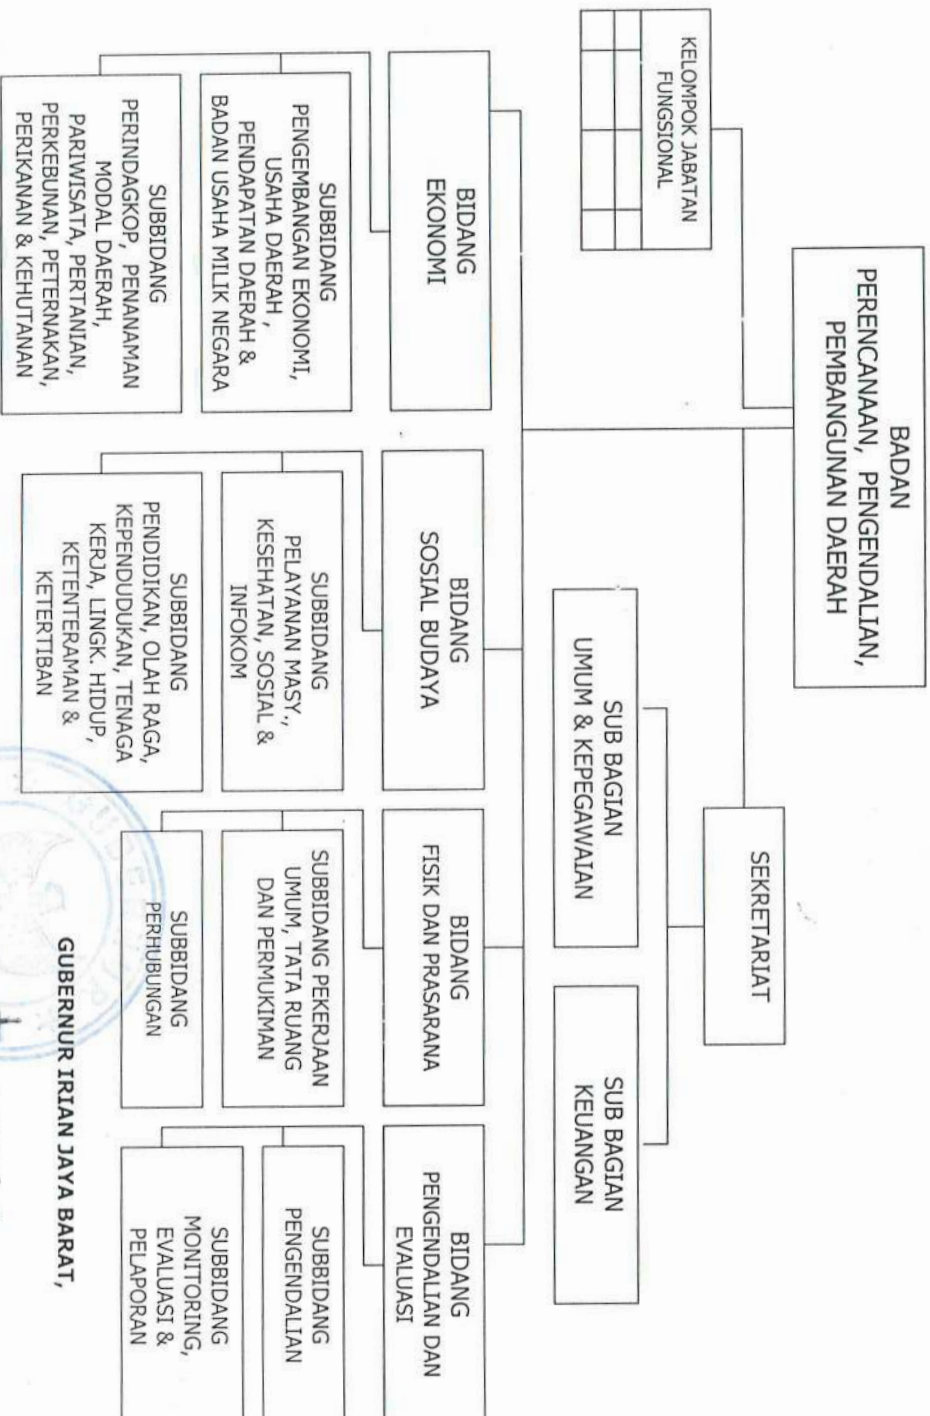 BADAN
PERENCANAAN, PENGENDALIAN,
PEMBANGUNAN DAERAH
KELOMPOK JABATAN
FUNGSIONAL
SEKRETARIAT
SUB BAGIAN
UMUM & KEPEGAWAIAN
SUB BAGIAN
KEUANGAN
BIDANG
EKONOMI
SUBBIDANG
PENGEMBANGAN EKONOMI,
USAHA DAERAH ,
PENDAPATAN DAERAH &
BADAN USAHA MILIK NEGARA
SUBBIDANG
PERINDAGKOP, PENANAMAN
MODAL DAERAH,
PARIWISATA, PERTANIAN,
PERKEBUNAN, PETERNAKAN,
PERIKANAN & KEHUTANAN
BIDANG
SOSIAL BUDAYA
SUBBIDANG
PELAYANAN MASY.,
KESEHATAN, SOSIAL &
INFOKOM
SUBBIDANG
PENDIDIKAN, OLAH RAGA,
KEPENDUDUKAN, TENAGA
KERJA, LINGK. HIDUP,
KETENTERAMAN &
KETERTIBAN
BIDANG
FISIK DAN PRASARANA
SUBBIDANG PEKERJAAN
UMUM, TATA RUANG
DAN PERMUKIMAN
SUBBIDANG
PERHUBUNGAN
BIDANG
PENGENDALIAN DAN
EVALUASI
SUBBIDANG
PENGENDALIAN
SUBBIDANG
MONITORING,
EVALUASI &
PELAPORAN
GUBERNUR IRIAN JAYA BARAT,